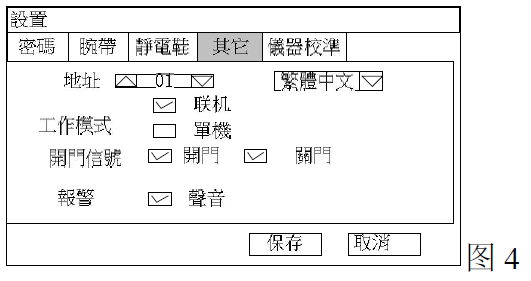 設置
密碼 腕帶 靜電鞋 其它 儀器校準
地址 01 繁體中文
联机
工作模式
單機
開門信號 開門 關門
報警 聲音
保存 取消
图 4